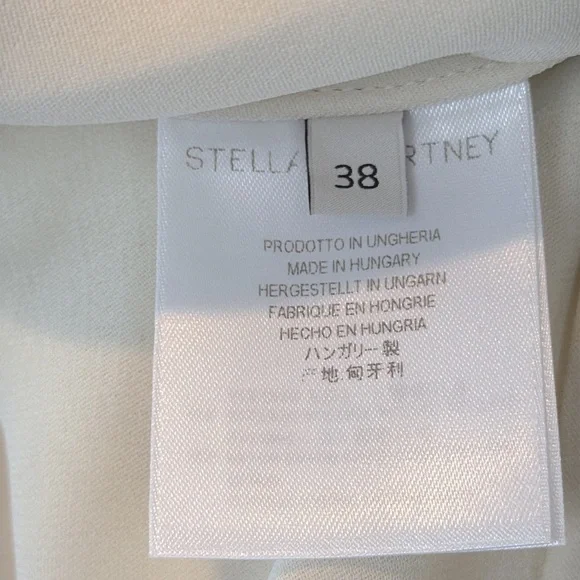 STELLA RTNEY
38
PRODOTTO IN UNGHERIA
MADE IN HUNGARY
HERGESTELLT IN UNGARN
FABRIQUE EN HONGRIE
HECHO EN HUNGRIA
ハンガリー 製
产地 匈牙利